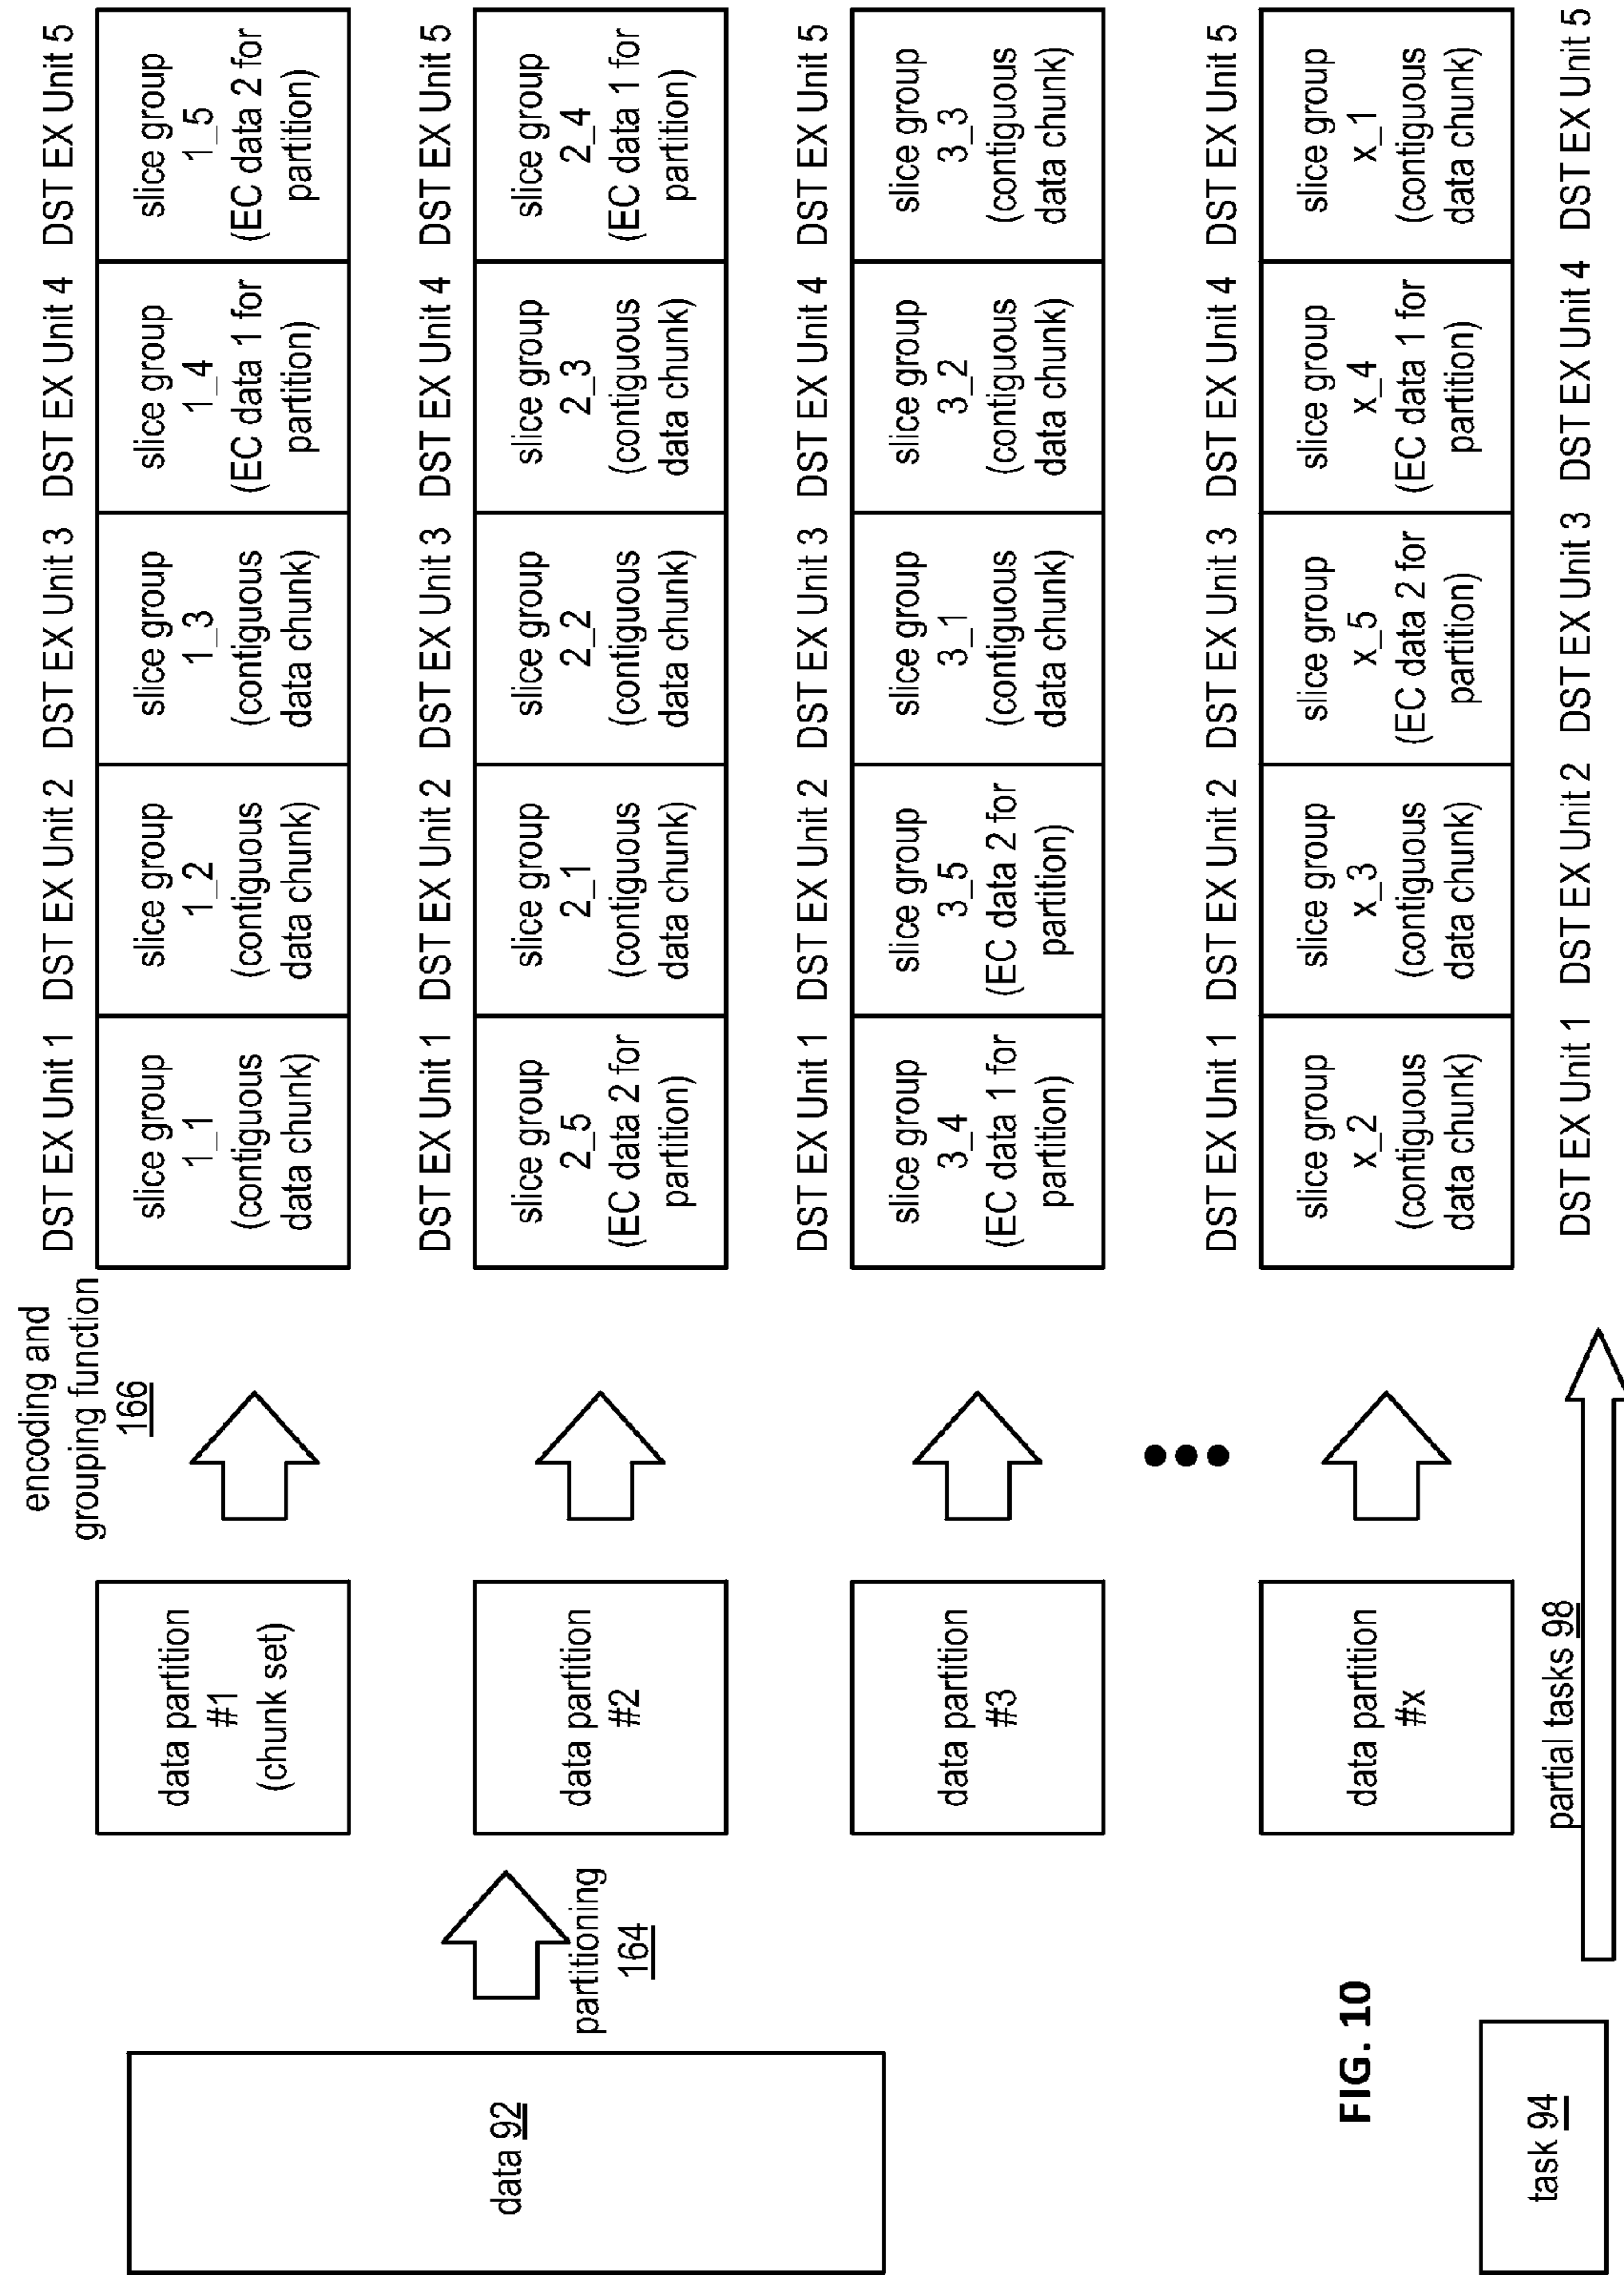 encoding and
grouping function
166
data 92
partitioning
164
data partition
#1
(chunk set)
DST EX Unit 1 DST EX Unit 2 DST EX Unit 3 DST EX Unit 4 DST EX Unit 5
slice group
1_1
(contiguous
data chunk)
slice group
1_2
(contiguous
data chunk)
slice group
1_3
(contiguous
data chunk)
slice group
1_4
(EC data 1 for
partition)
slice group
1_5
(EC data 2 for
partition)
data partition
#2
DST EX Unit 1 DST EX Unit 2 DST EX Unit 3 DST EX Unit 4 DST EX Unit 5
slice group
2_5
(EC data 2 for
partition)
slice group
2_1
(contiguous
data chunk)
slice group
2_2
(contiguous
data chunk)
slice group
2_3
(contiguous
data chunk)
slice group
2_4
(EC data 1 for
partition)
data partition
#3
DST EX Unit 1 DST EX Unit 2 DST EX Unit 3 DST EX Unit 4 DST EX Unit 5
slice group
3_4
(EC data 1 for
partition)
slice group
3_5
(EC data 2 for
partition)
slice group
3_1
(contiguous
data chunk)
slice group
3_2
(contiguous
data chunk)
slice group
3_3
(contiguous
data chunk)
data partition
#x
DST EX Unit 1 DST EX Unit 2 DST EX Unit 3 DST EX Unit 4 DST EX Unit 5
slice group
x_2
(contiguous
data chunk)
slice group
x_3
(contiguous
data chunk)
slice group
x_5
(EC data 2 for
partition)
slice group
x_4
(EC data 1 for
partition)
slice group
x_1
(contiguous
data chunk)
FIG. 10
task 94
partial tasks 98
DST EX Unit 1 DST EX Unit 2 DST EX Unit 3 DST EX Unit 4 DST EX Unit 5